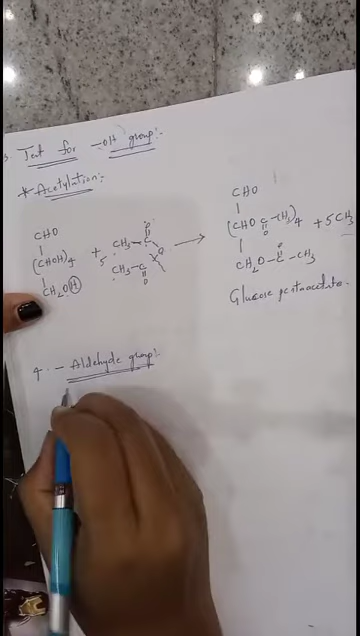 3. Test for -OH group:-
* Acetylation:-
CHO
|
(CHOH)4
|
CH2OH
+ 5
CH3-C
O
O
CH3-C
O
→
CHO
|
(CHO C-CH3)4
O
|
CH2O-C-CH3
O
+ 5CH3
Glucose pentaacetate.
4. - Aldehyde group:-